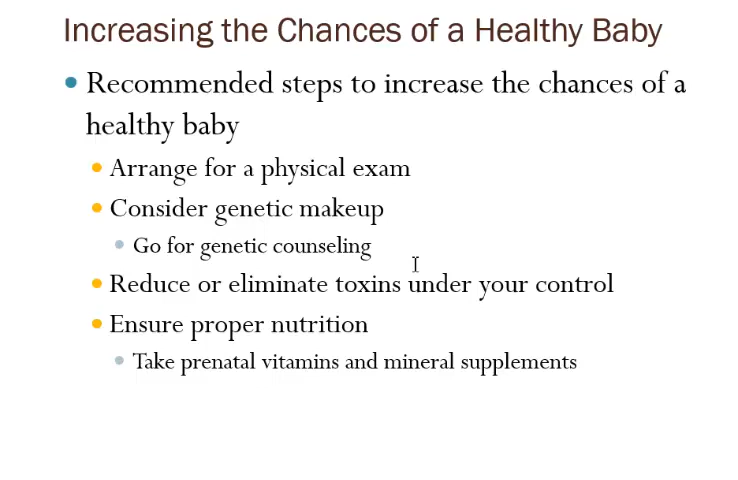 Increasing the Chances of a Healthy Baby
Recommended steps to increase the chances of a
healthy baby
Arrange for a physical exam
Consider genetic makeup
Go for genetic counseling
Reduce or eliminate toxins under your control
Ensure proper nutrition
Take prenatal vitamins and mineral supplements